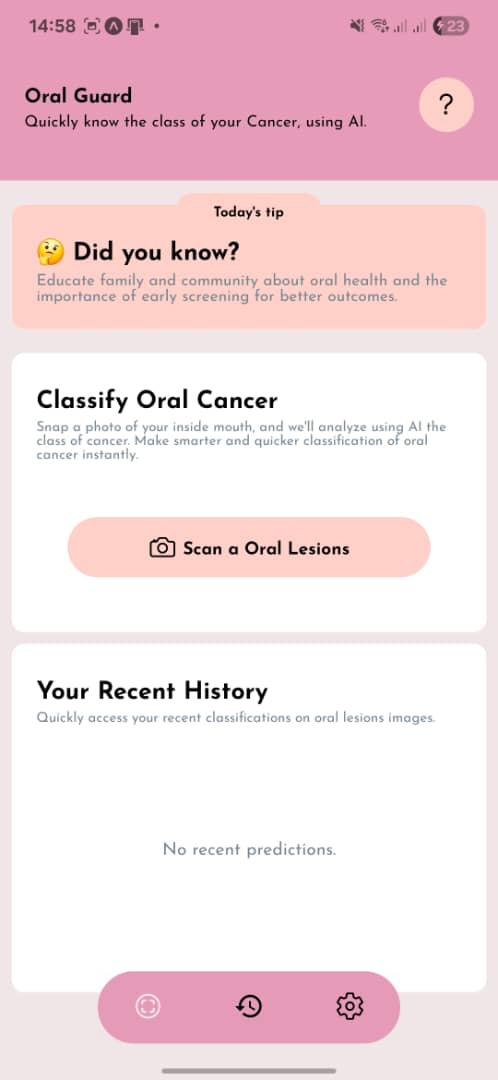 14:58
23
Oral Guard
Quickly know the class of your Cancer, using AI.
?
Today's tip
🤔 Did you know?
Educate family and community about oral health and the
importance of early screening for better outcomes.
Classify Oral Cancer
Snap a photo of your inside mouth, and we'll analyze using AI the
class of cancer. Make smarter and quicker classification of oral
cancer instantly.
Scan a Oral Lesions
Your Recent History
Quickly access your recent classifications on oral lesions images.
No recent predictions.